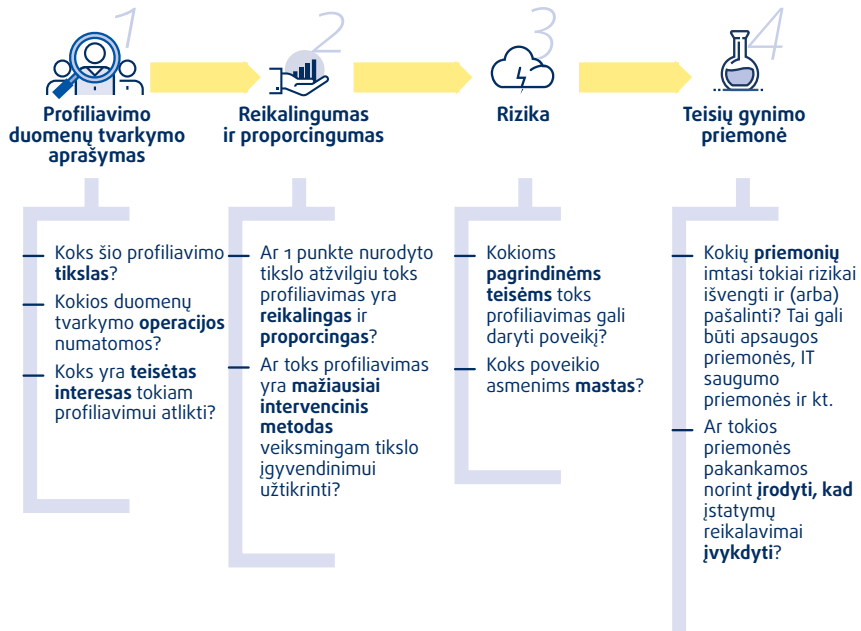 1
Profiliavimo
duomenų tvarkymo
aprašymas
— Koks šio profiliavimo
tikslas?
— Kokios duomenų
tvarkymo operacijos
numatomos?
— Koks yra teisėtas
interesas tokiam
profiliavimui atlikti?
2
Reikalingumas
ir proporcingumas
— Ar 1 punkte nurodyto
tikslo atžvilgiu toks
profiliavimas yra
reikalingas ir
proporcingas?
— Ar toks profiliavimas
yra mažiausiai
intervencinis
metodas
veiksmingam tikslo
įgyvendinimui
užtikrinti?
3
Rizika
— Kokioms
pagrindinėms
teisėms toks
profiliavimas gali
daryti poveikį?
— Koks poveikio
asmenims mastas?
4
Teisių gynimo
priemonė
— Kokių priemonių
imtasi tokiai rizikai
išvengti ir (arba)
pašalinti? Tai gali
būti apsaugos
priemonės, IT
saugumo
priemonės ir kt.
— Ar tokios
priemonės
pakankamos
norint įrodyti, kad
įstatymų
reikalavimai
įvykdyti?